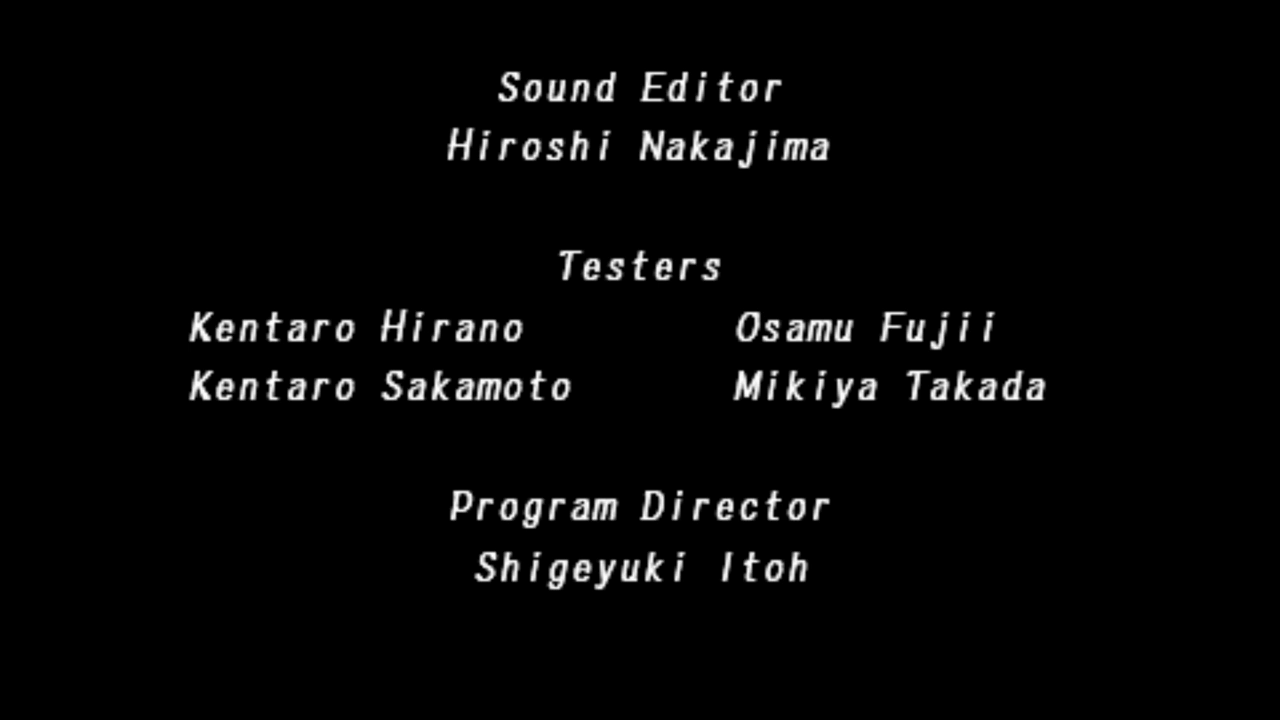 Sound Editor
Hiroshi Nakajima
Testers
Kentaro Hirano Osamu Fujii
Kentaro Sakamoto Mikiya Takada
Program Director
Shigeyuki Itoh